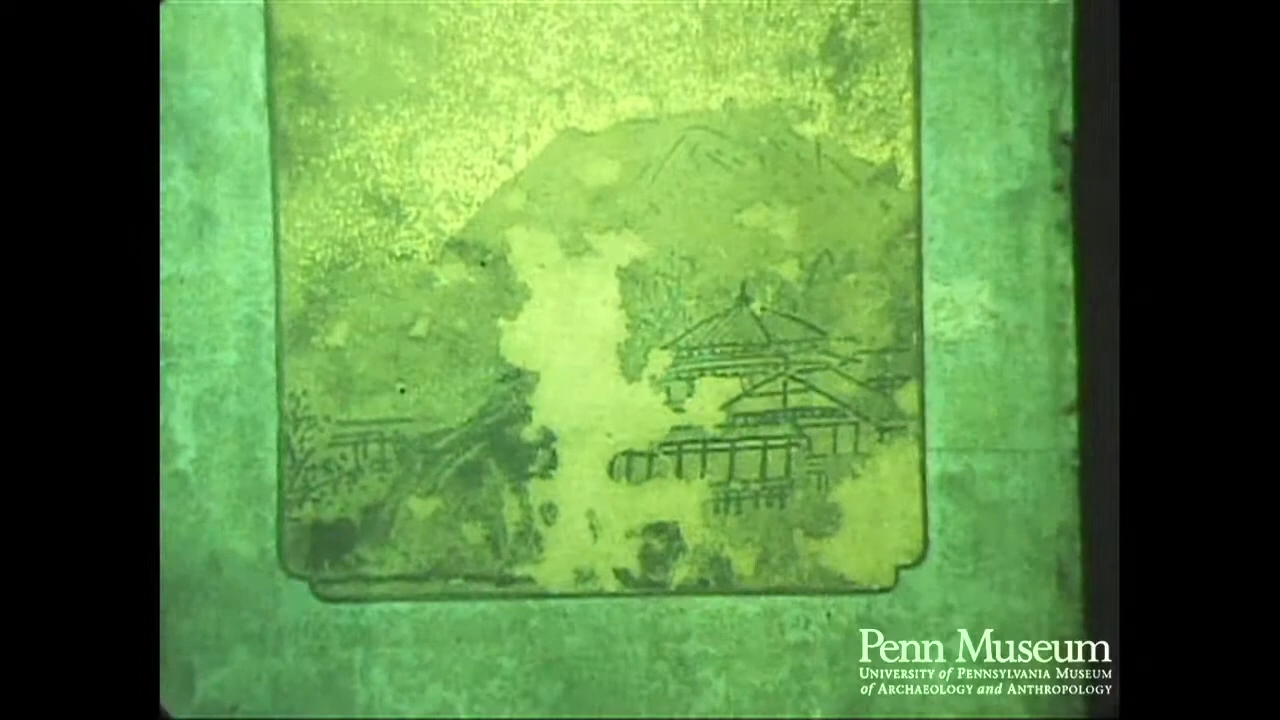 Penn Museum
UNIVERSITY of PENNSYLVANIA MUSEUM
of ARCHAEOLOGY and ANTHROPOLOGY